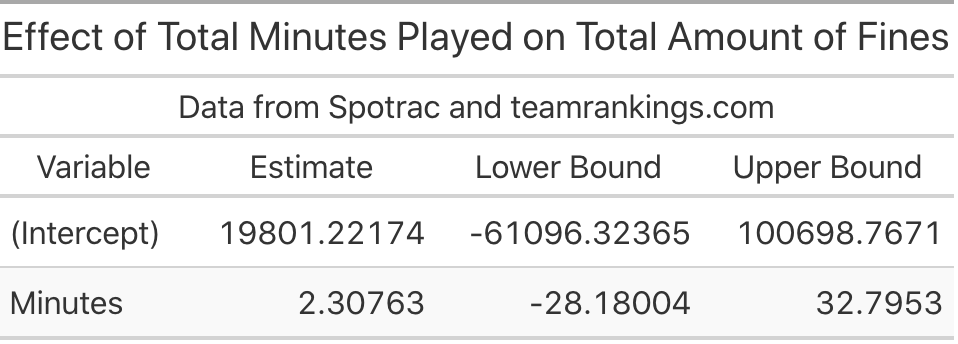 Effect of Total Minutes Played on Total Amount of Fines
Data from Spotrac and teamrankings.com
Variable Estimate Lower Bound Upper Bound
(Intercept) 19801.22174 -61096.32365 100698.7671
Minutes 2.30763 -28.18004 32.7953